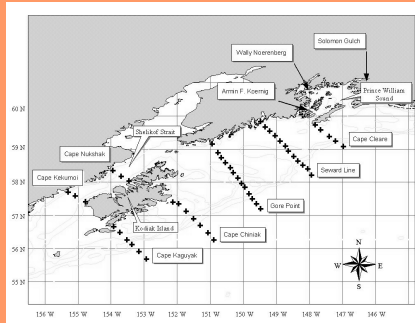 Solomon Gulch
Wally Noerenberg
Armin F. Koernig
Prince William
Sound
60 N
Shelikof Strait
59 N
Cape Nukshak
Cape Cleare
Cape Kekurnoi
Seward Line
58 N
Gore Point
57 N
Kodiak Island
Cape Chiniak
56 N
Cape Kaguyak
55 N
N
W
E
S
156 W 155 W 154 W 153 W 152 W 151 W 150 W 149 W 148 W 147 W 146 W